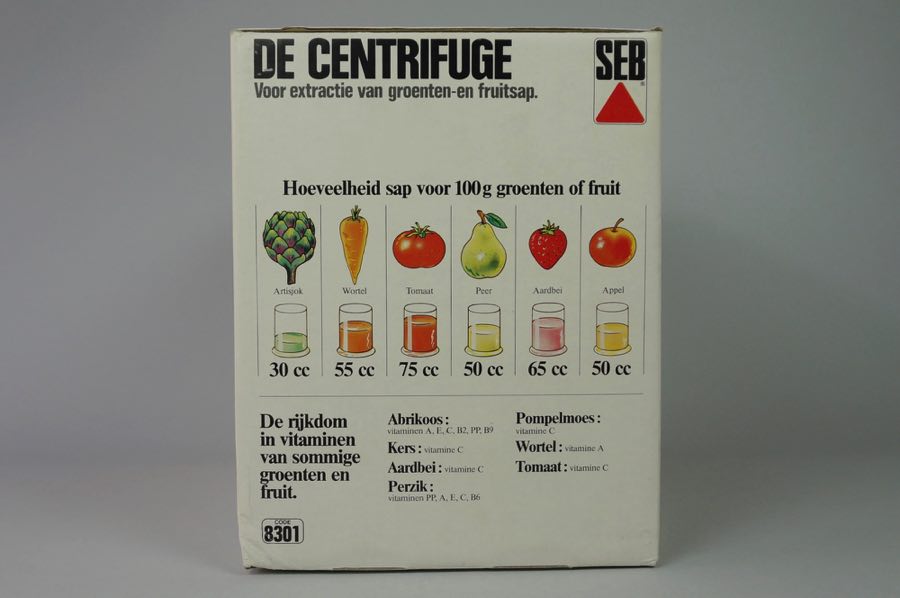 DE CENTRIFUGE
Voor extractie van groenten-en fruitsap.
SEB
®
Hoeveelheid sap voor 100g groenten of fruit
Artisjok
Wortel
Tomaat
Peer
Aardbei
Appel
30 cc
55 cc
75 cc
50 cc
65 cc
50 cc
De rijkdom
in vitaminen
van sommige
groenten en
fruit.
Abrikoos :
vitaminen A, E, C, B2, PP, B9
Kers : vitamine C
Aardbei : vitamine C
Perzik :
vitaminen PP, A, E, C, B6
Pompelmoes :
vitamine C
Wortel : vitamine A
Tomaat : vitamine C
CODE
8301